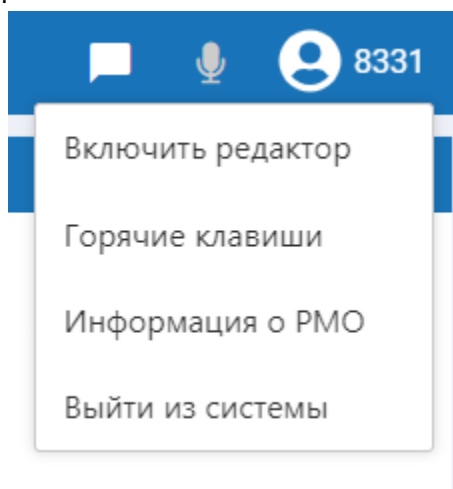 8331
Включить редактор
Горячие клавиши
Информация о РМО
Выйти из системы